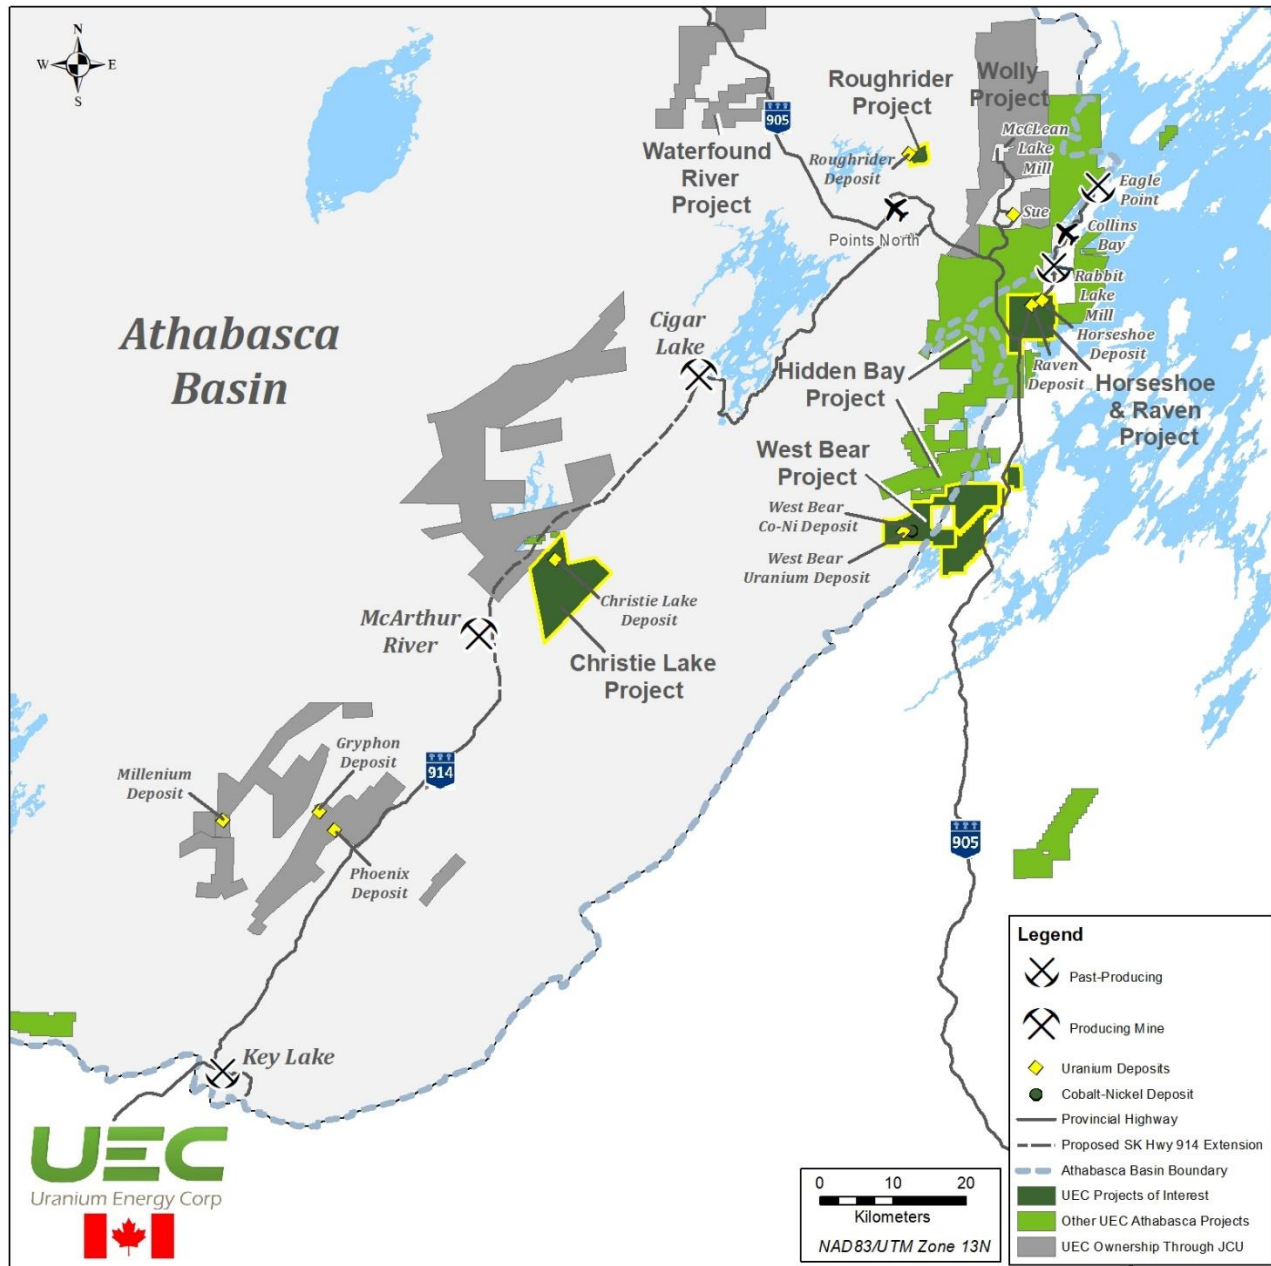 N
W
E
S
Athabasca
Basin
Waterfound
River
Project
905
Roughrider
Project
Roughrider
Deposit
Wolly
Project
McClean
Lake
Mill
Eagle
Point
Sue
Collins
Bay
Points North
Rabbit
Lake
Mill
Horseshoe
Deposit
Raven
Deposit
Horseshoe
& Raven
Project
Cigar
Lake
Hidden Bay
Project
West Bear
Project
West Bear
Co-Ni Deposit
West Bear
Uranium Deposit
Christie Lake
Deposit
McArthur
River
Christie Lake
Project
Gryphon
Deposit
Millenium
Deposit
914
Phoenix
Deposit
905
Key Lake
UEC
Uranium Energy Corp
0 10 20
Kilometers
NAD83/UTM Zone 13N
Legend
Past-Producing
Producing Mine
Uranium Deposits
Cobalt-Nickel Deposit
Provincial Highway
Proposed SK Hwy 914 Extension
Athabasca Basin Boundary
UEC Projects of Interest
Other UEC Athabasca Projects
UEC Ownership Through JCU